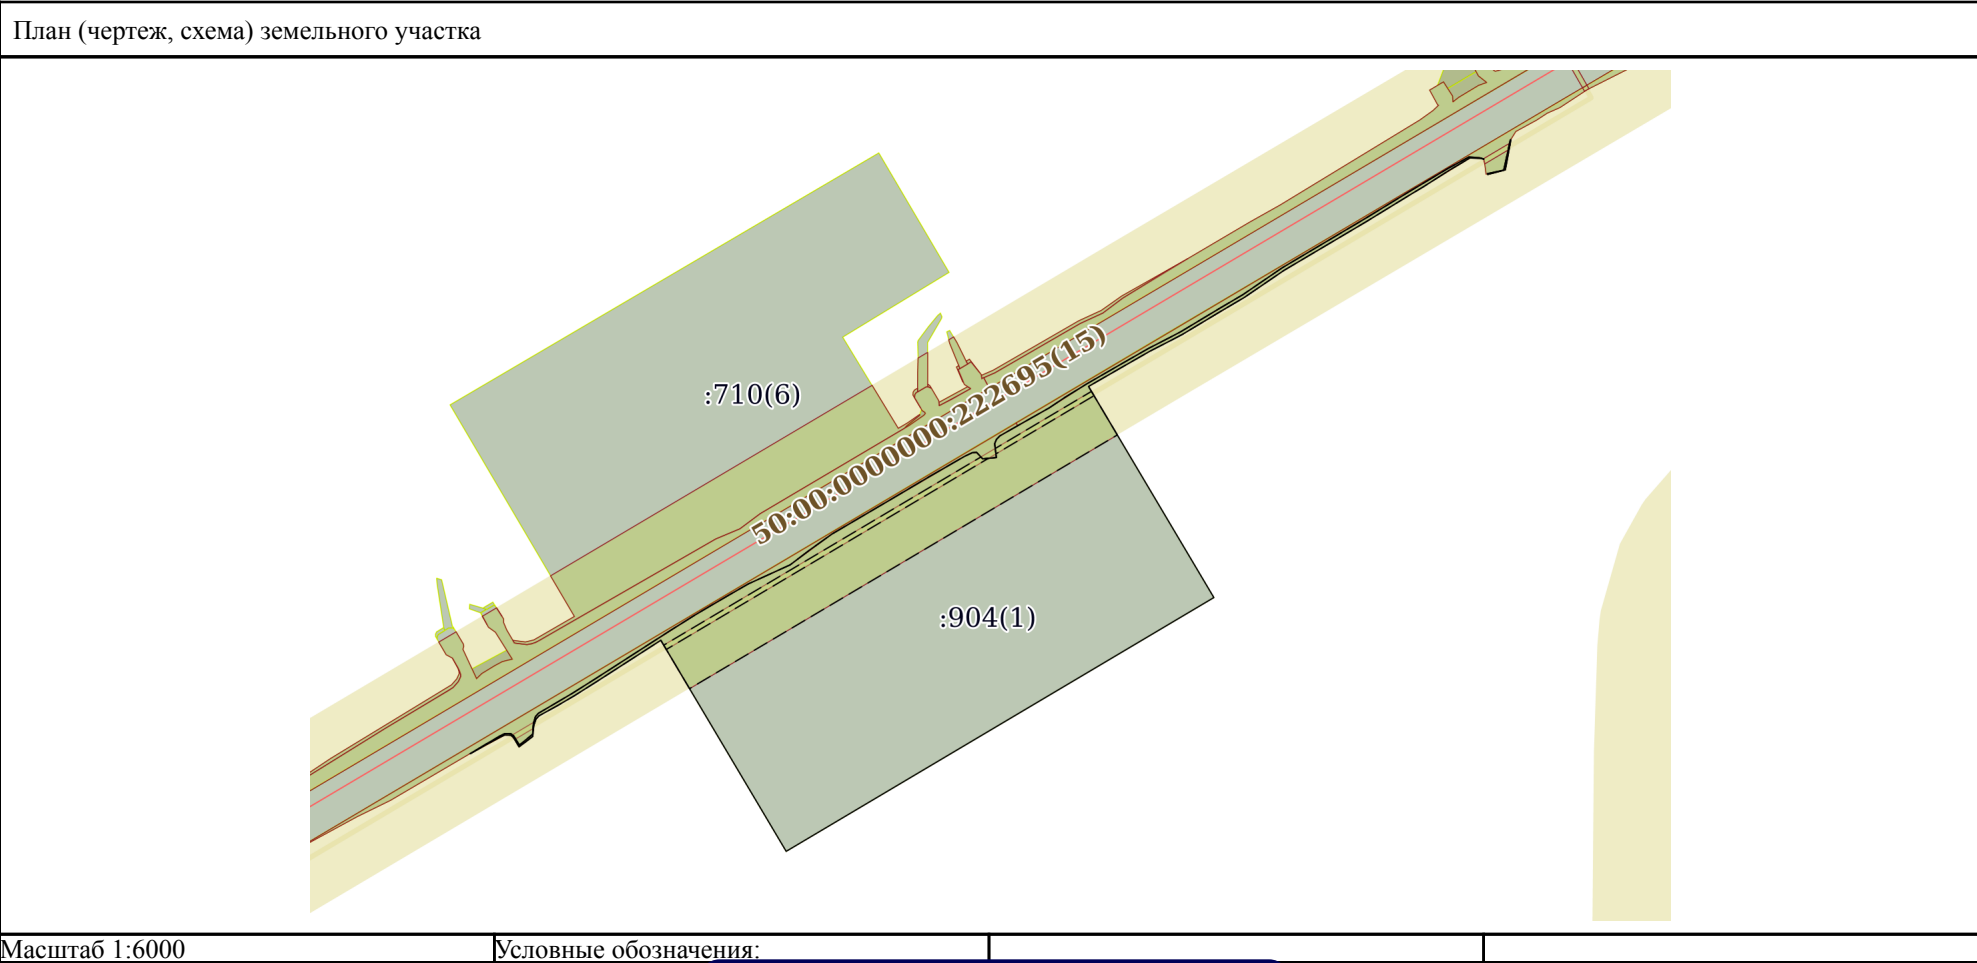 План (чертеж, схема) земельного участка
:710(6)
50:00:0000000:222695(15)
:904(1)
Масштаб 1:6000
Условные обозначения: